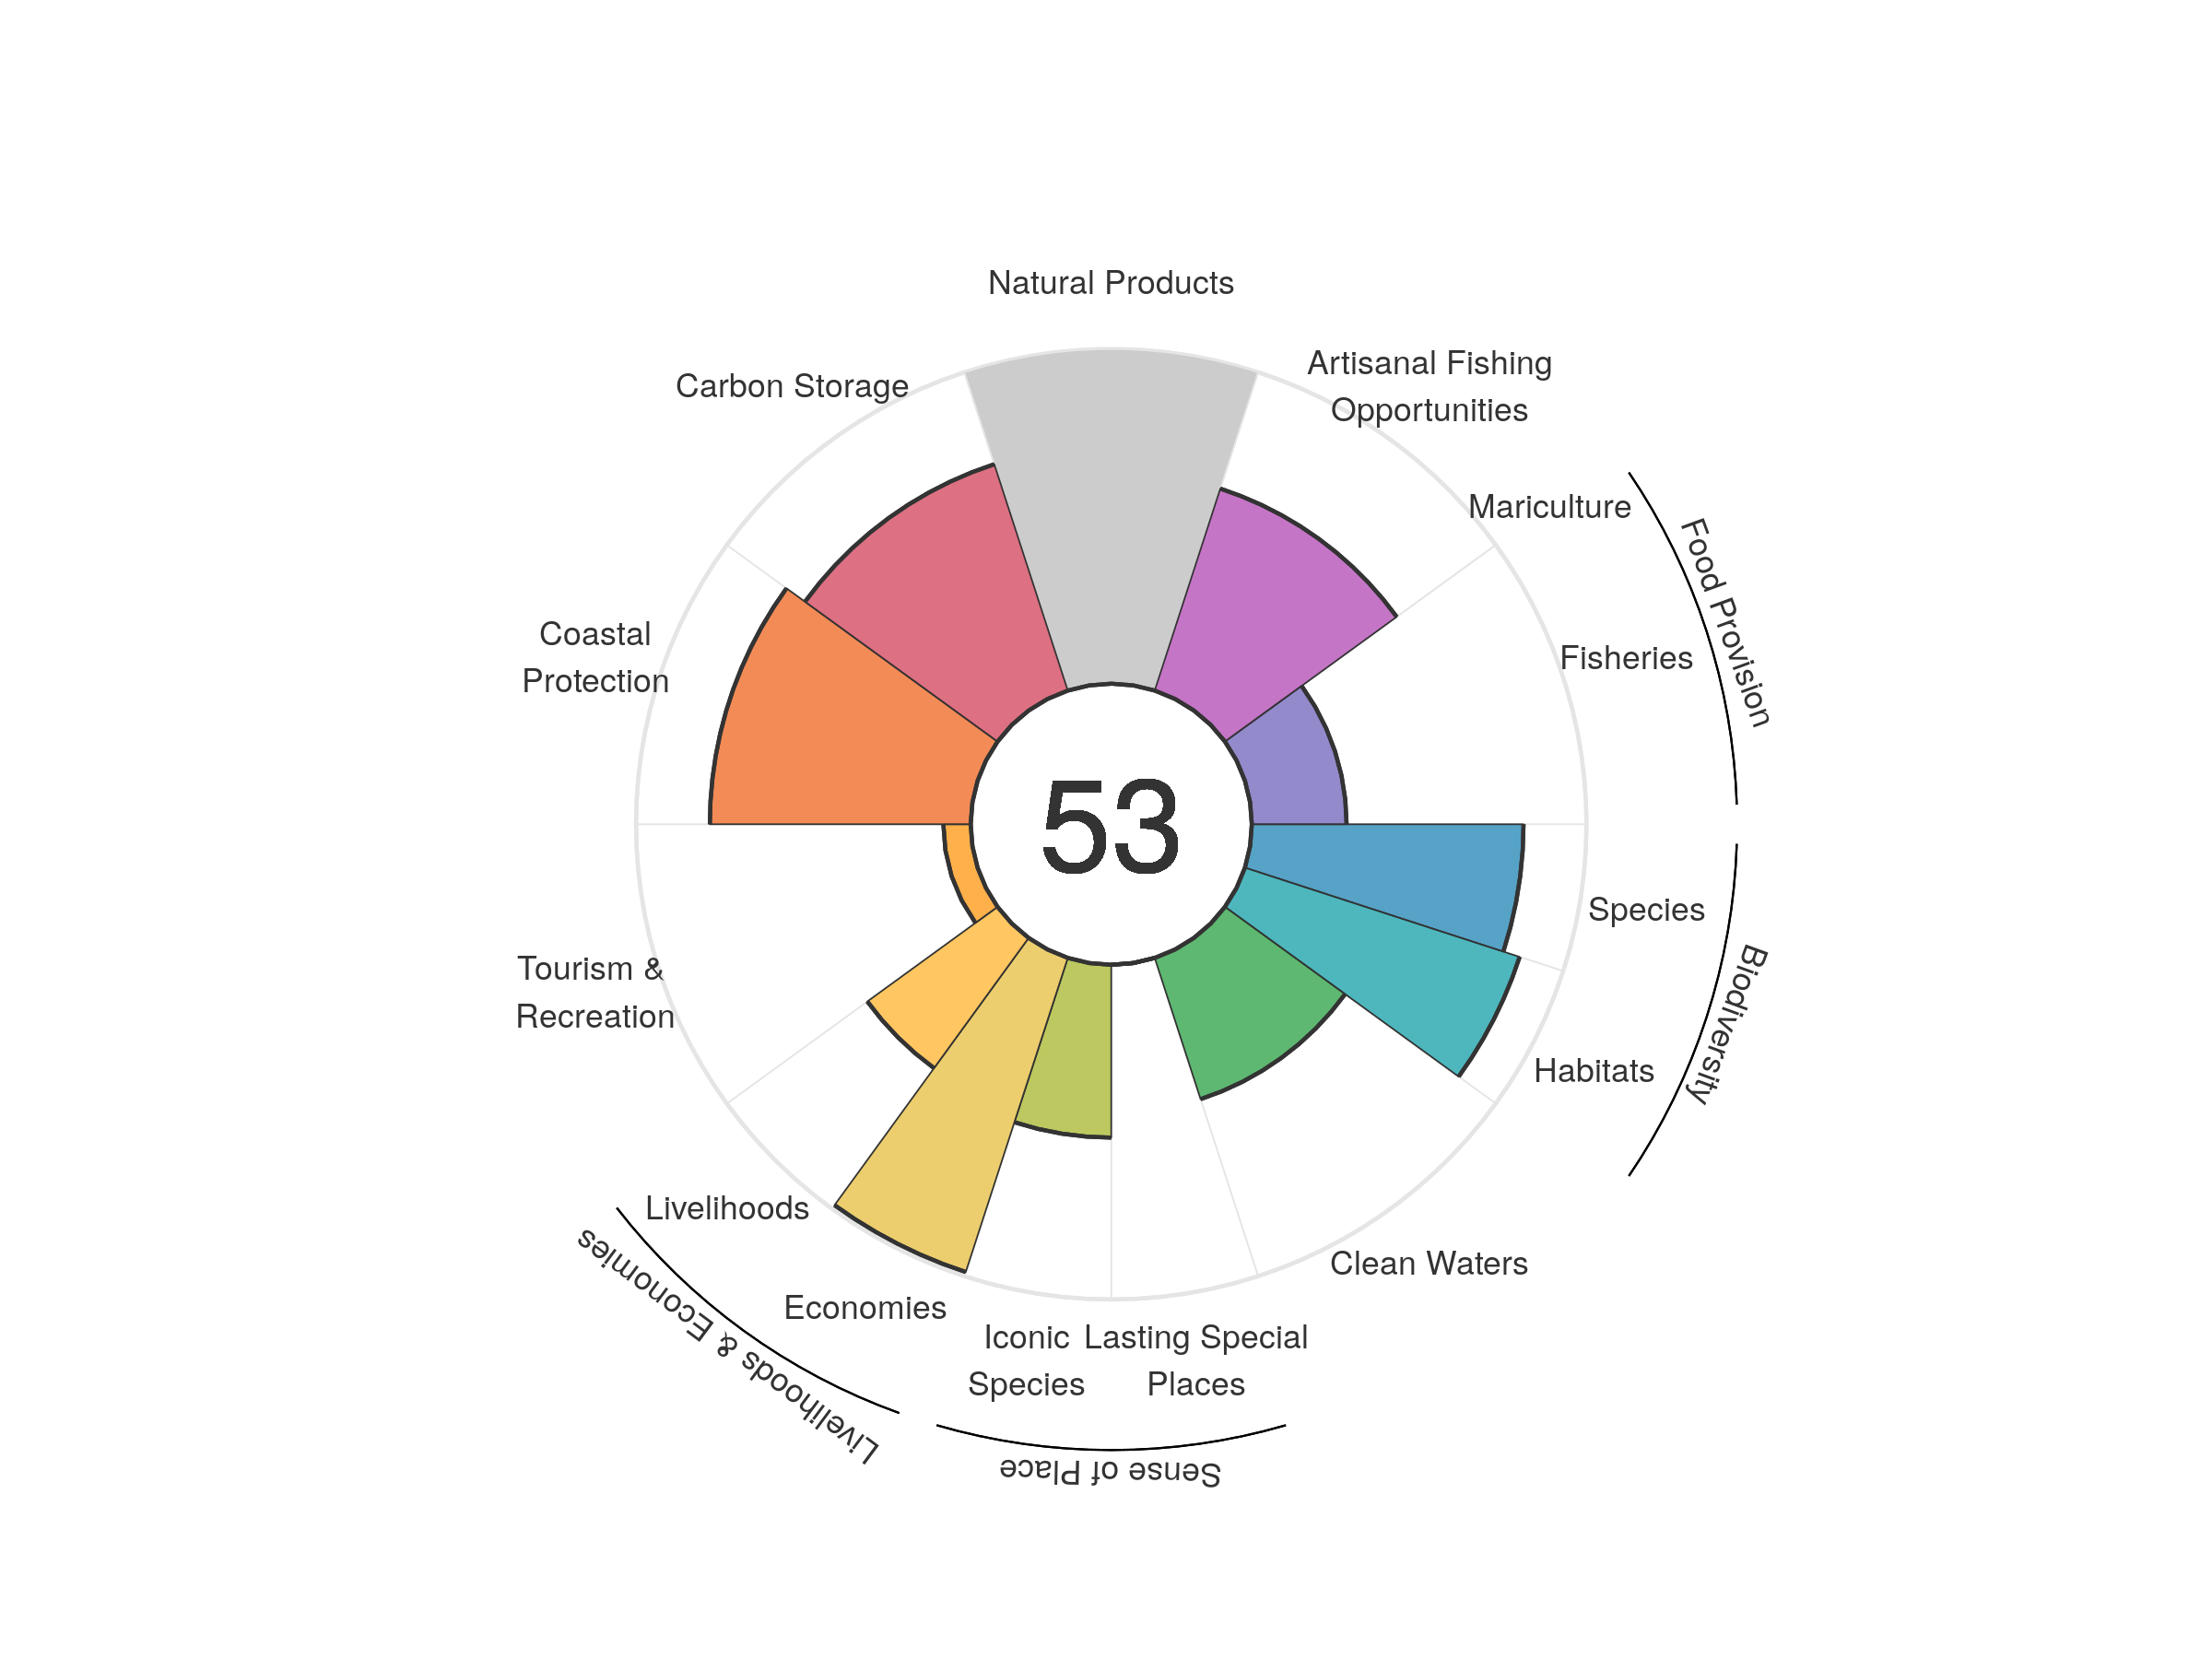 Natural Products
Artisanal Fishing
Opportunities
Carbon Storage
Mariculture
Food Provision
Coastal
Protection
Fisheries
53
Species
Biodiversity
Tourism &
Recreation
Habitats
Livelihoods
Livelihoods & Economies
Clean Waters
Economies
Iconic
Species
Lasting Special
Places
Sense of Place